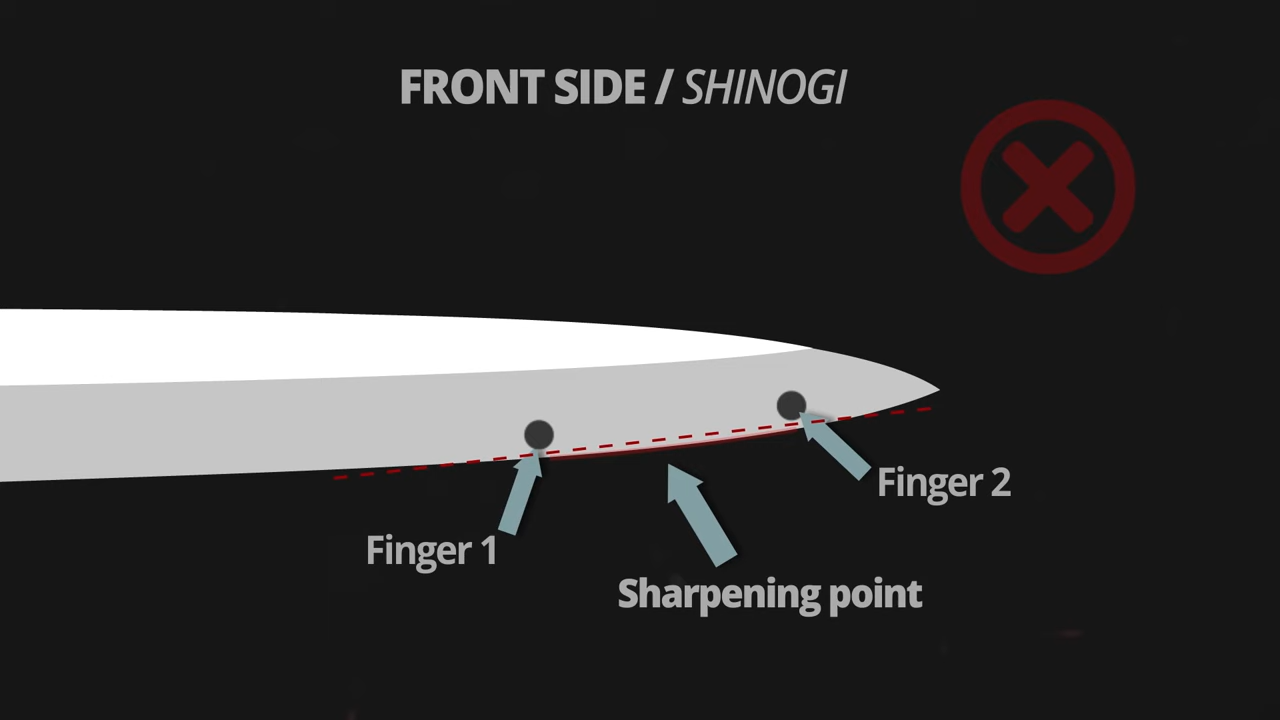 FRONT SIDE / SHINOGI
Finger 2
Finger 1
Sharpening point